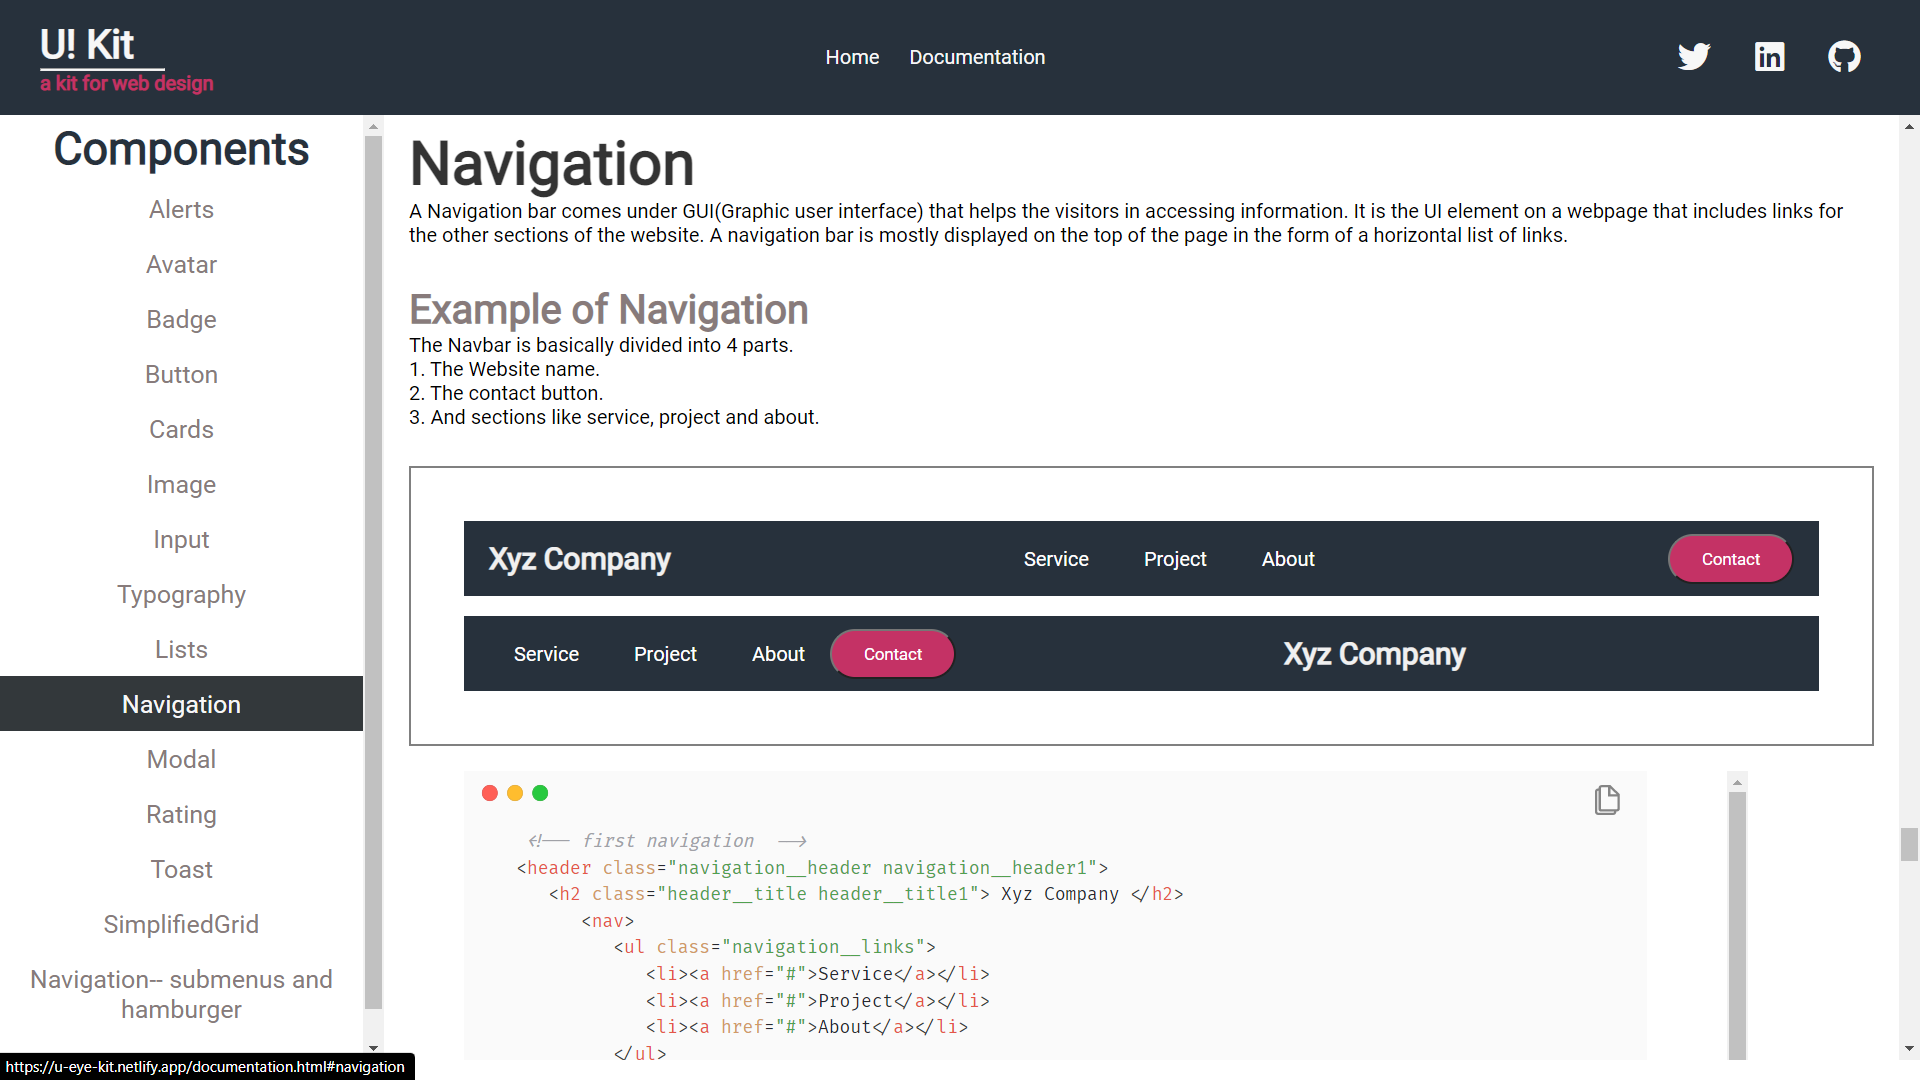 U! Kit
a kit for web design
Home
Documentation
Components
Alerts
Avatar
Badge
Button
Cards
Image
Input
Typography
Lists
Navigation
Modal
Rating
Toast
SimplifiedGrid
Navigation-- submenus and
hamburger
Navigation
A Navigation bar comes under GUI(Graphic user interface) that helps the visitors in accessing information. It is the UI element on a webpage that includes links for
the other sections of the website. A navigation bar is mostly displayed on the top of the page in the form of a horizontal list of links.
Example of Navigation
The Navbar is basically divided into 4 parts.
1. The Website name.
2. The contact button.
3. And sections like service, project and about.
Xyz Company
Service
Project
About
Contact
Service
Project
About
Contact
Xyz Company
<!-- first navigation -->
<header class="navigation__header navigation__header1">
<h2 class="header__title header__title1"> Xyz Company </h2>
<nav>
<ul class="navigation__links">
<li><a href="#">Service</a></li>
<li><a href="#">Project</a></li>
<li><a href="#">About</a></li>
</ul>
https://u-eye-kit.netlify.app/documentation.html#navigation